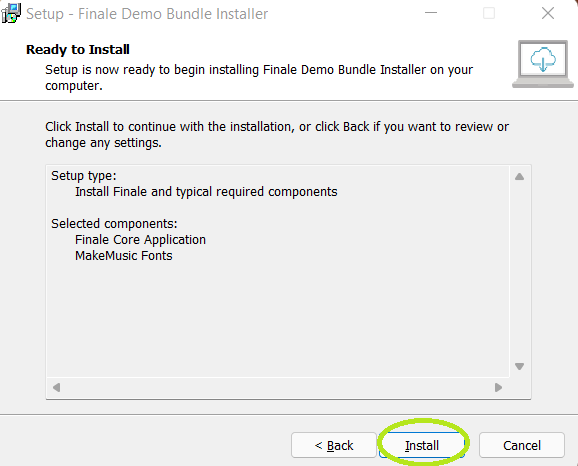 Setup - Finale Demo Bundle Installer
Ready to Install
Setup is now ready to begin installing Finale Demo Bundle Installer on your
computer.
Click Install to continue with the installation, or click Back if you want to review or
change any settings.
Setup type:
Install Finale and typical required components
Selected components:
Finale Core Application
MakeMusic Fonts
< Back
Install
Cancel